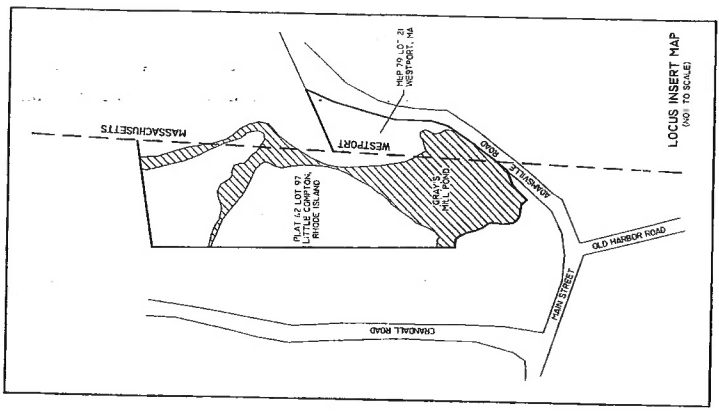 MASSACHUSETTS
WESTPORT
MAP 79 LOT 21
WESTPORT, MA
PLAT 42 LOT 97
LITTLE COMPTON,
RHODE ISLAND
GRAY'S
MILL POND
ADAMSVILLE
ROAD
OLD HARBOR ROAD
MAIN STREET
CRANDALL ROAD
LOCUS INSERT MAP
(NOT TO SCALE)